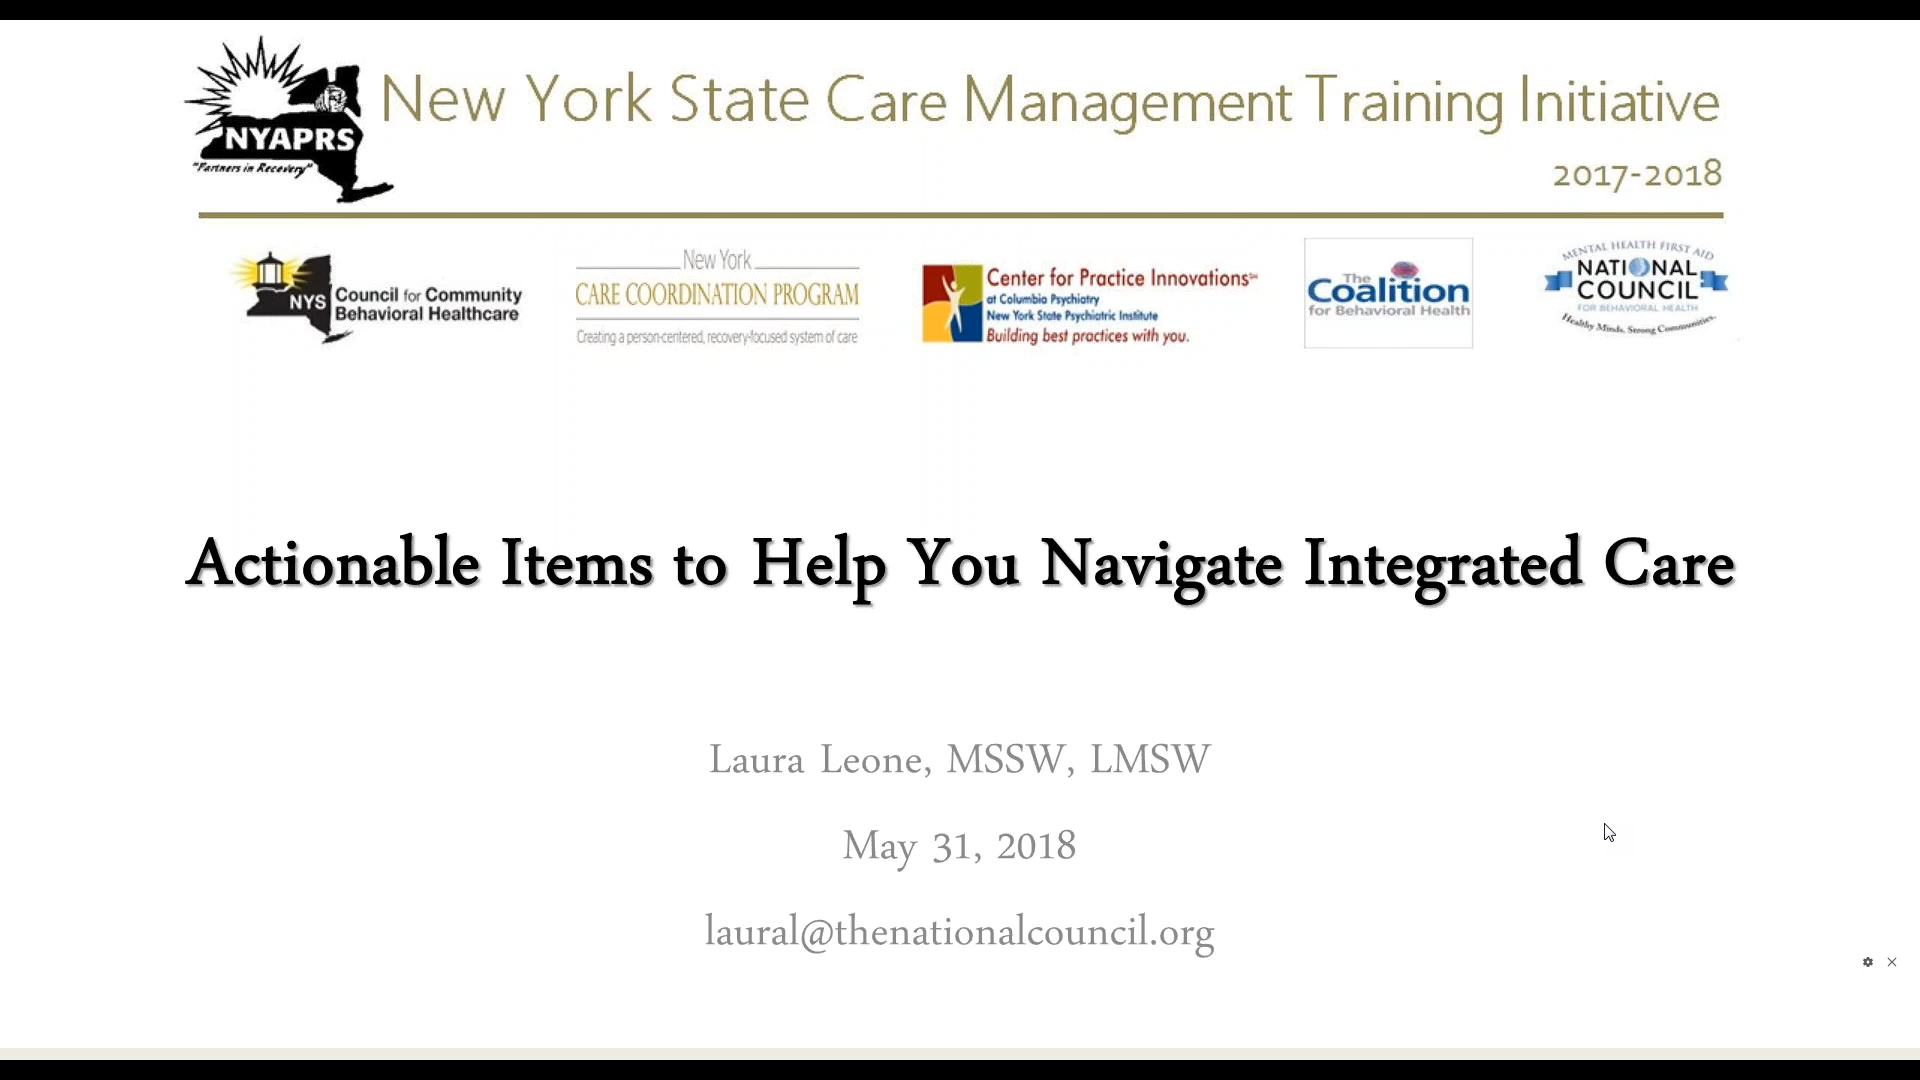 New York State Care Management Training Initiative
NYAPRS
"Partners in Recovery"
2017-2018
NYS
Council for Community
Behavioral Healthcare
New York
CARE COORDINATION PROGRAM
Creating a person-centered, recovery-focused system of care
Center for Practice Innovations℠
at Columbia Psychiatry
New York State Psychiatric Institute
Building best practices with you.
The
Coalition
for Behavioral Health
MENTAL HEALTH FIRST AID
NATIONAL
COUNCIL
FOR BEHAVIORAL HEALTH
Healthy Minds. Strong Communities.
Actionable Items to Help You Navigate Integrated Care
Laura Leone, MSSW, LMSW
May 31, 2018
laural@thenationalcouncil.org